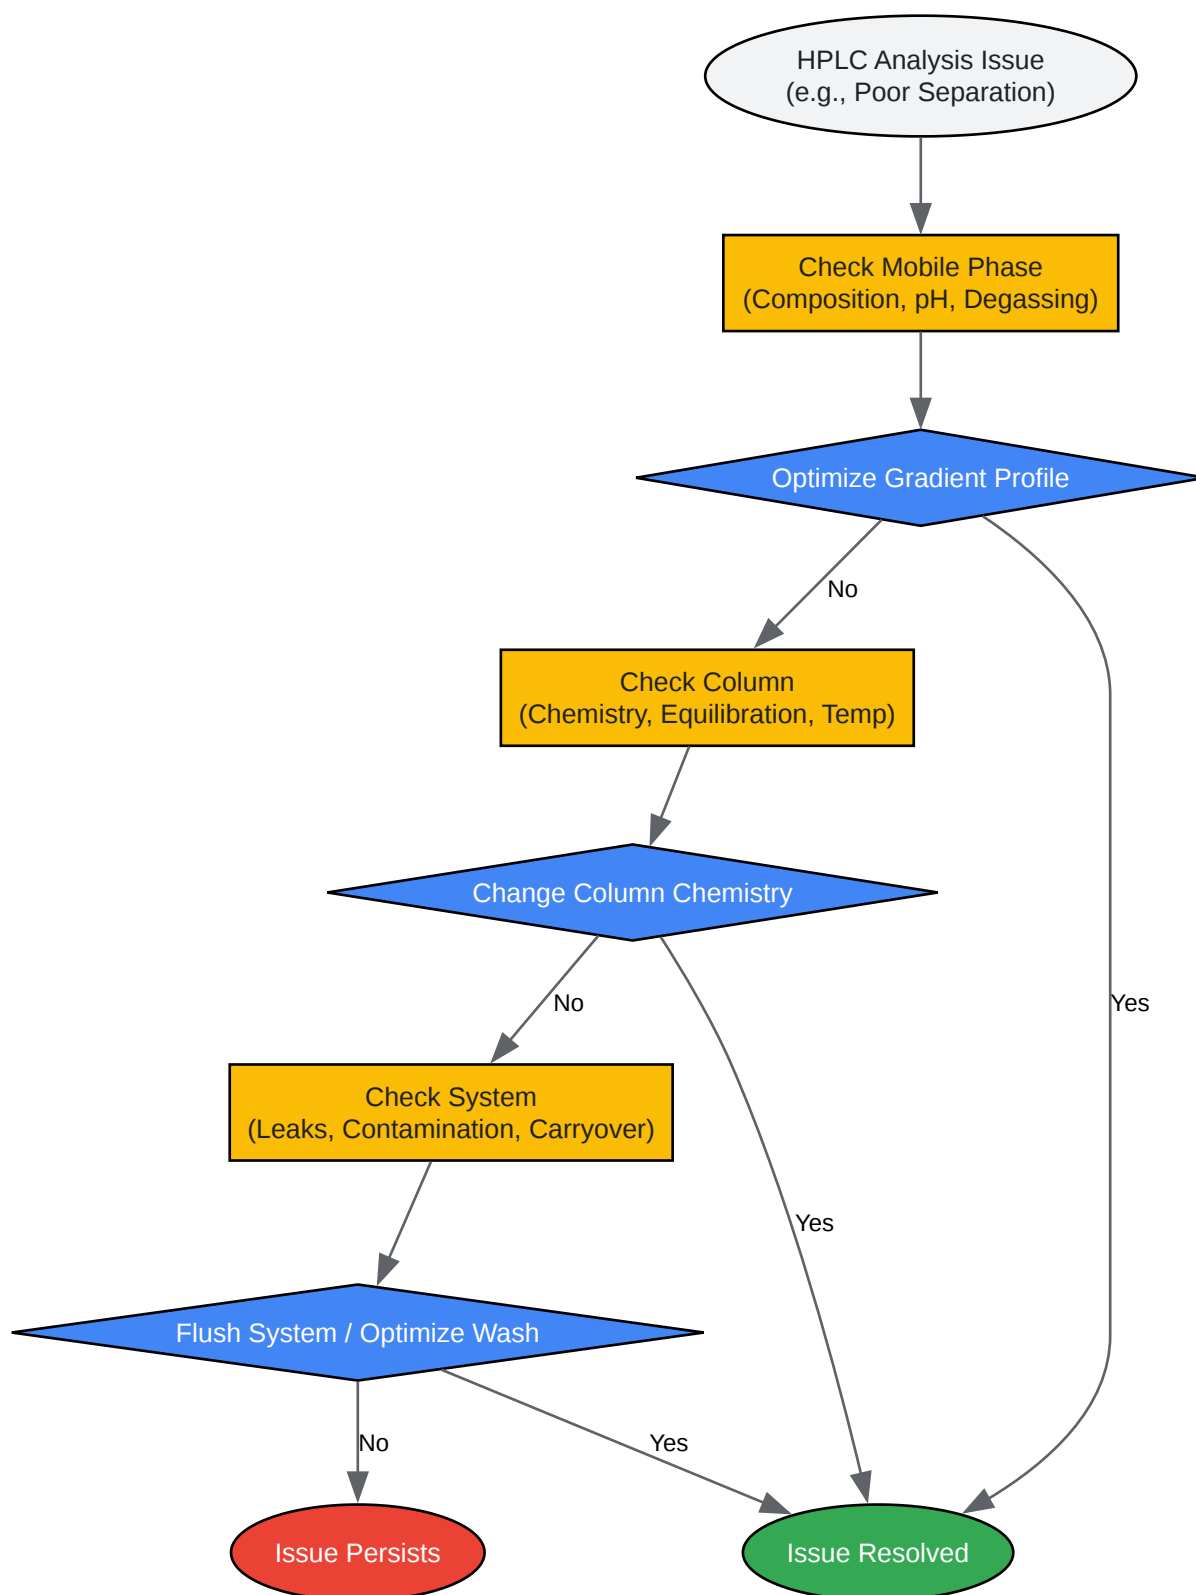 HPLC Analysis Issue
(e.g., Poor Separation)
Check Mobile Phase
(Composition, pH, Degassing)
Optimize Gradient Profile
No
Check Column
(Chemistry, Equilibration, Temp)
Change Column Chemistry
No
Yes
Check System
(Leaks, Contamination, Carryover)
Yes
Flush System / Optimize Wash
No
Yes
Issue Persists
Issue Resolved